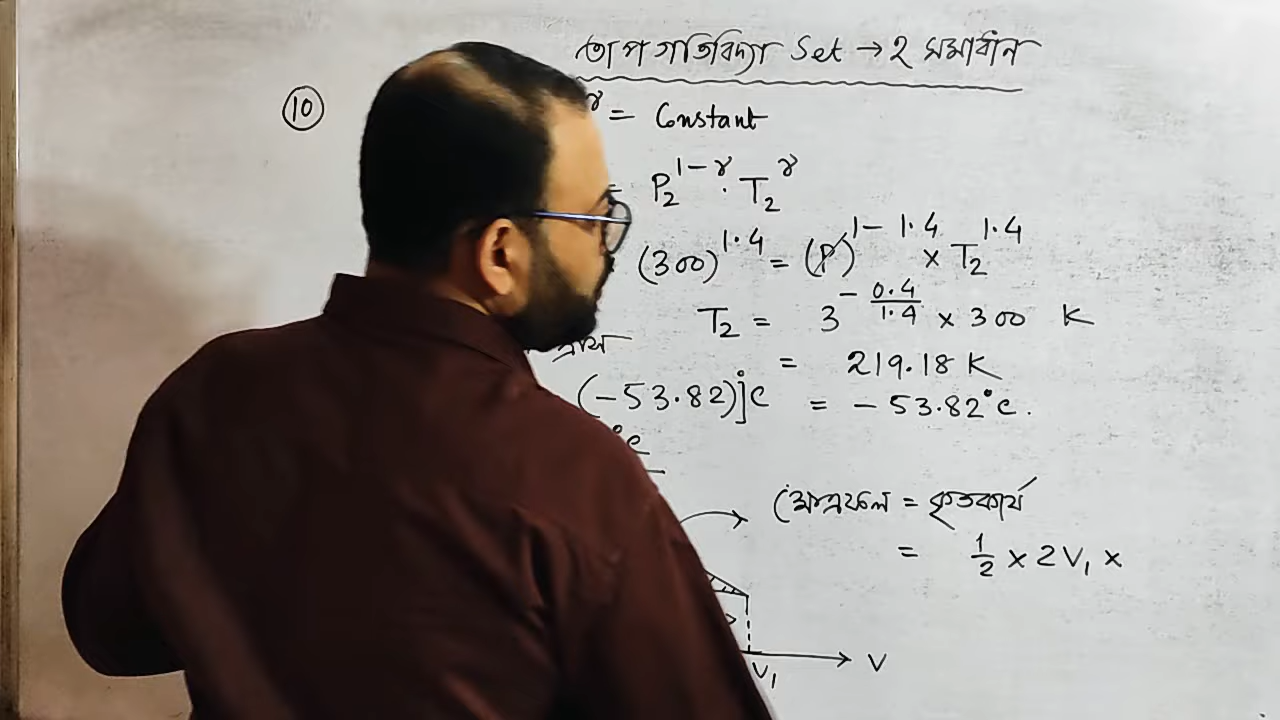 তাপগতিবিদ্যা Set → ২ সমাধান
(10)
γ = Constant
= P₂^(1-γ) · T₂^γ
(300)^1.4 = (P)^(1-1.4) × T₂^1.4
T₂ = 3^(-0.4/1.4) × 300 K
= 219.18 K
(-53.82)]°C = -53.82°C.
°C
ক্ষেত্রফল = কৃতকার্য
= 1/2 × 2V₁ ×
V
V₁